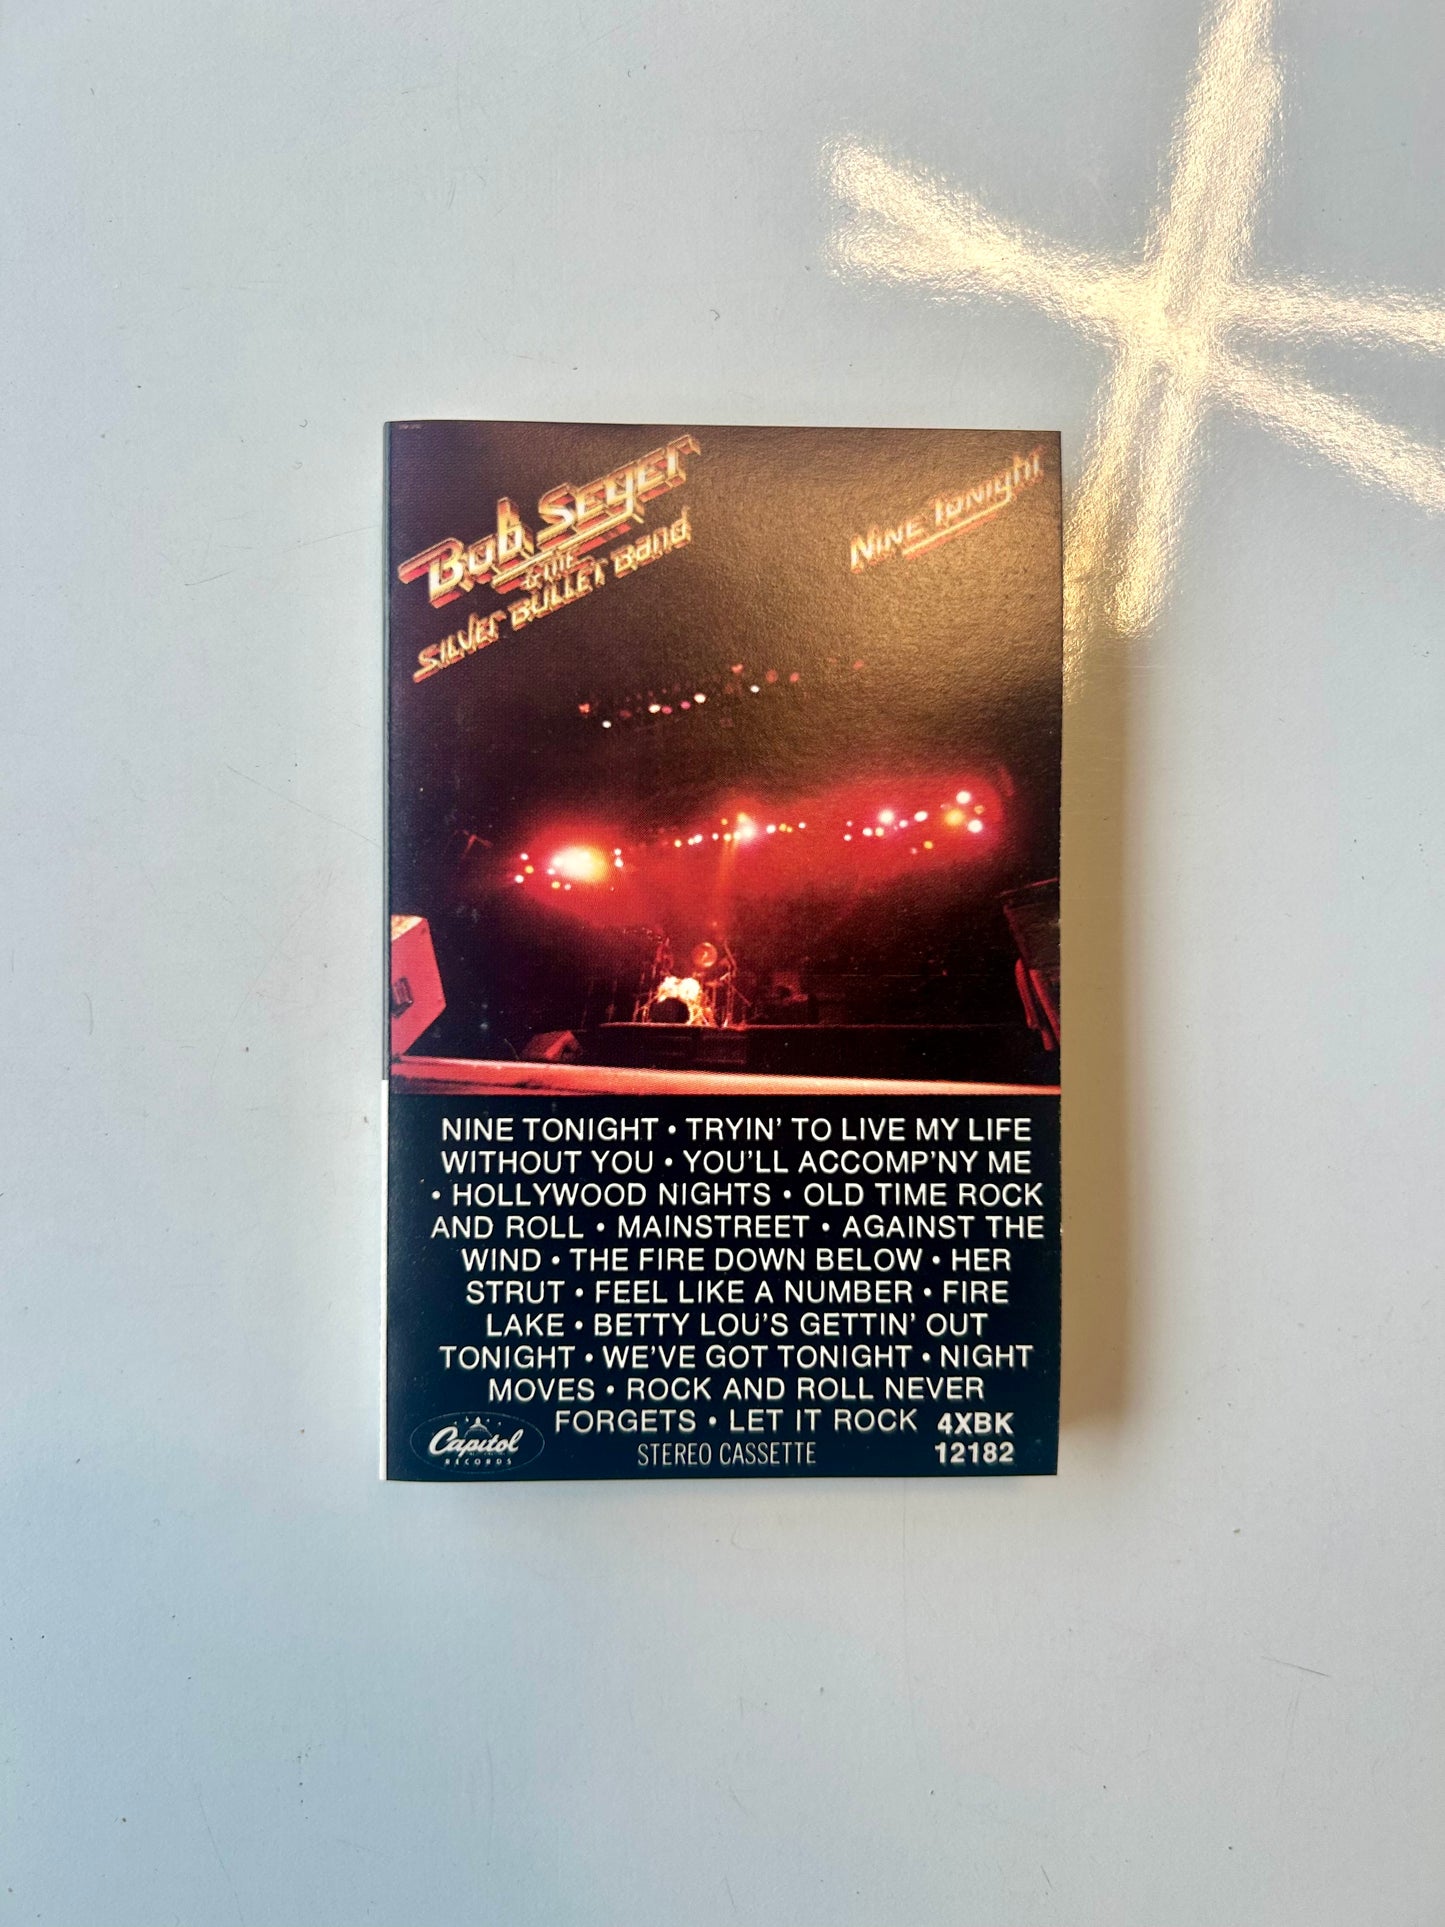 Bob Seger
& the
Silver Bullet Band
Nine Tonight
NINE TONIGHT • TRYIN' TO LIVE MY LIFE
WITHOUT YOU • YOU'LL ACCOMP'NY ME
• HOLLYWOOD NIGHTS • OLD TIME ROCK
AND ROLL • MAINSTREET • AGAINST THE
WIND • THE FIRE DOWN BELOW • HER
STRUT • FEEL LIKE A NUMBER • FIRE
LAKE • BETTY LOU'S GETTIN' OUT
TONIGHT • WE'VE GOT TONIGHT • NIGHT
MOVES • ROCK AND ROLL NEVER
FORGETS • LET IT ROCK
4XBK
12182
Capitol
RECORDS
STEREO CASSETTE